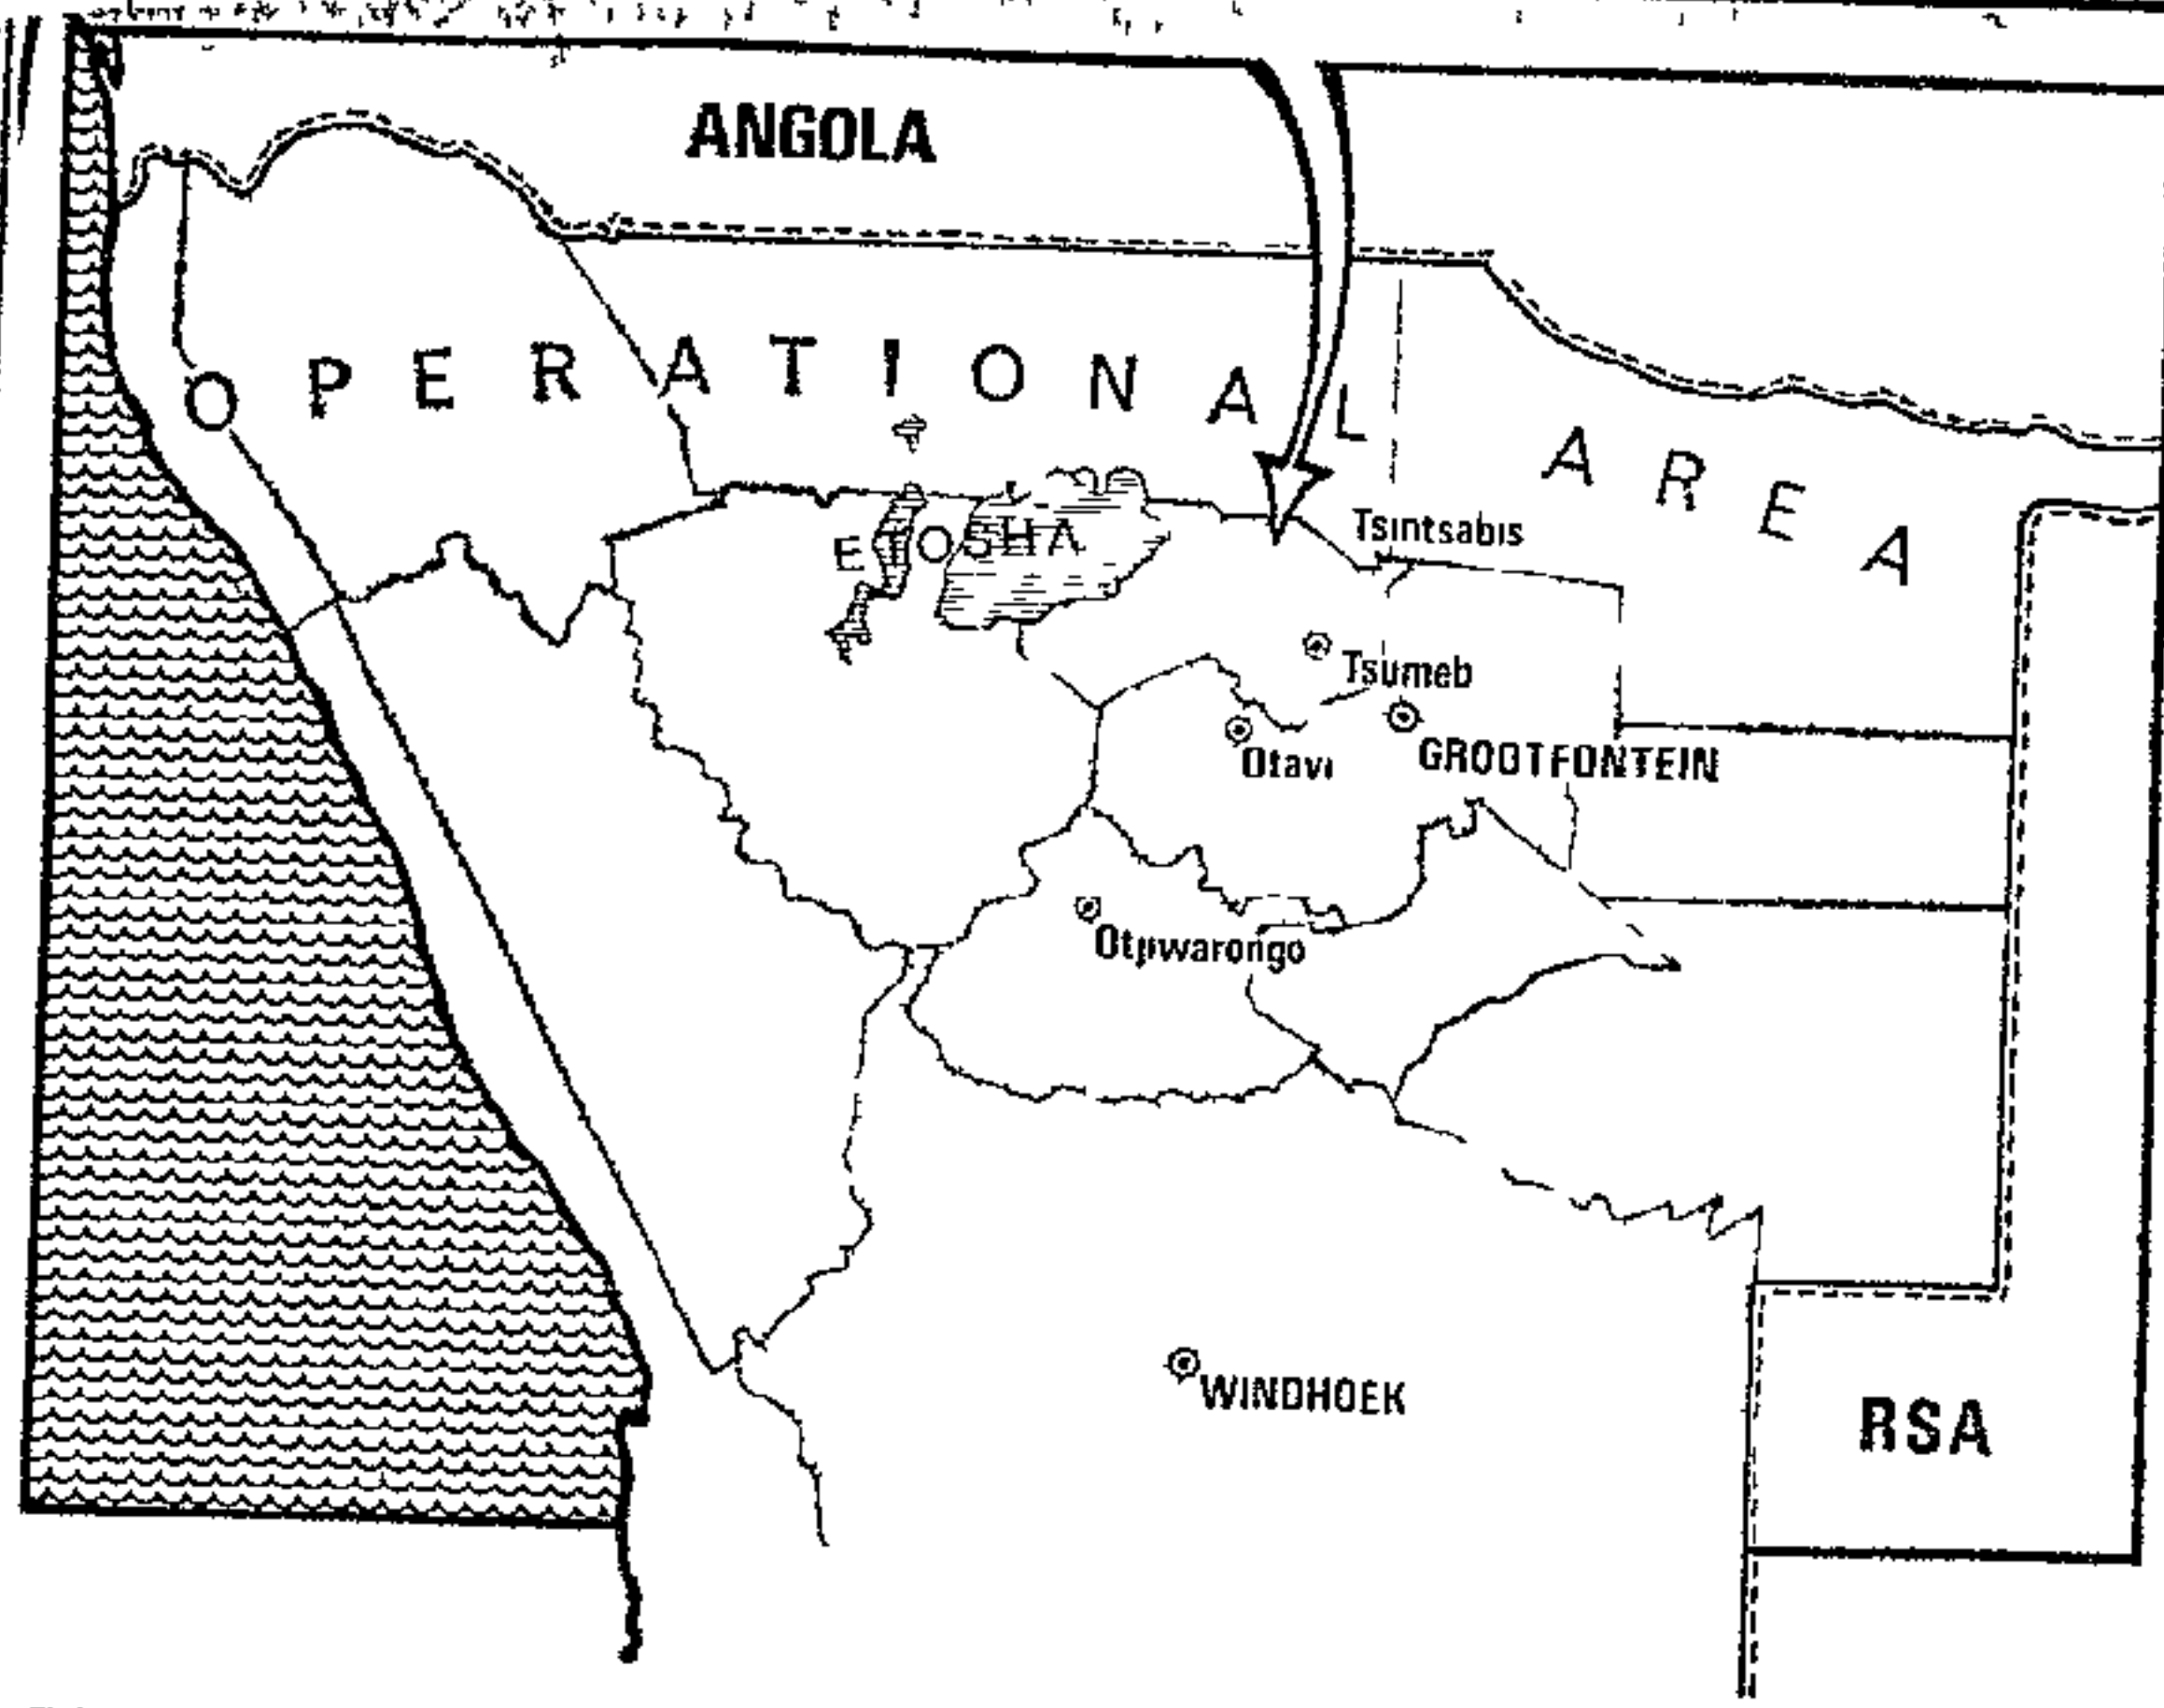 ANGOLA
OPERATIONAL AREA
ETOSHA
Tsintsabis
Tsumeb
Otavi
GROOTFONTEIN
Otjiwarongo
WINDHOEK
RSA